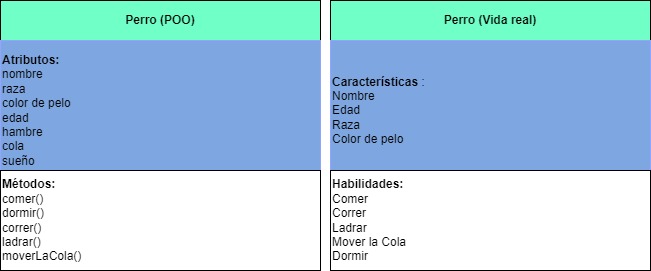 Perro (POO)
Atributos:
nombre
raza
color de pelo
edad
hambre
cola
sueño
Métodos:
comer()
dormir()
correr()
ladrar()
moverLaCola()
Perro (Vida real)
Características :
Nombre
Edad
Raza
Color de pelo
Habilidades:
Comer
Correr
Ladrar
Mover la Cola
Dormir